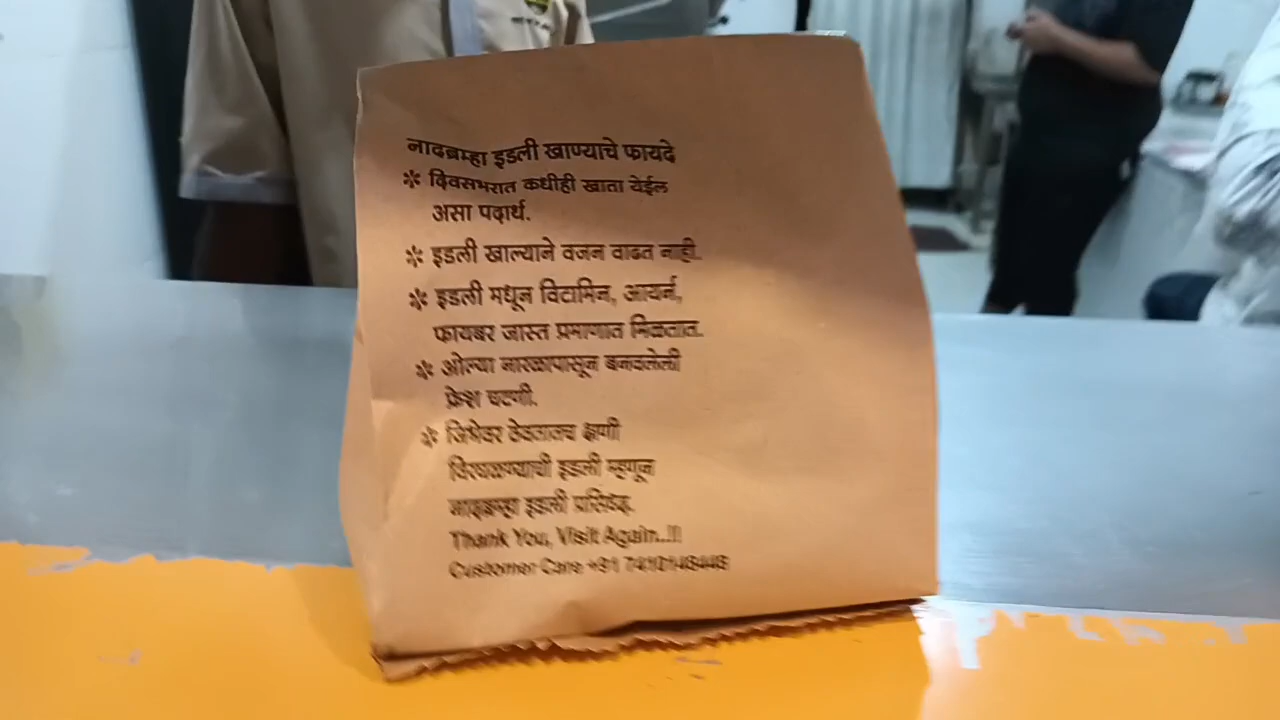 नादब्रम्हा इडली खाण्याचे फायदे
* दिवसभरात कधीही खाता येईल
असा पदार्थ.
* इडली खाल्याने वजन वाढत नाही.
* इडली मधून विटामिन, आयर्न,
फायबर जास्त प्रमाणात मिळतात.
* ओल्या नारळापासून बनवलेली
फ्रेश चटणी.
* जिभेवर ठेवताक्षच क्षणी
विरघळण्याची इडली म्हणून
नादब्रम्हा इडली प्रसिध्द.
Thank You, Visit Again..!!!
Customer Care +91